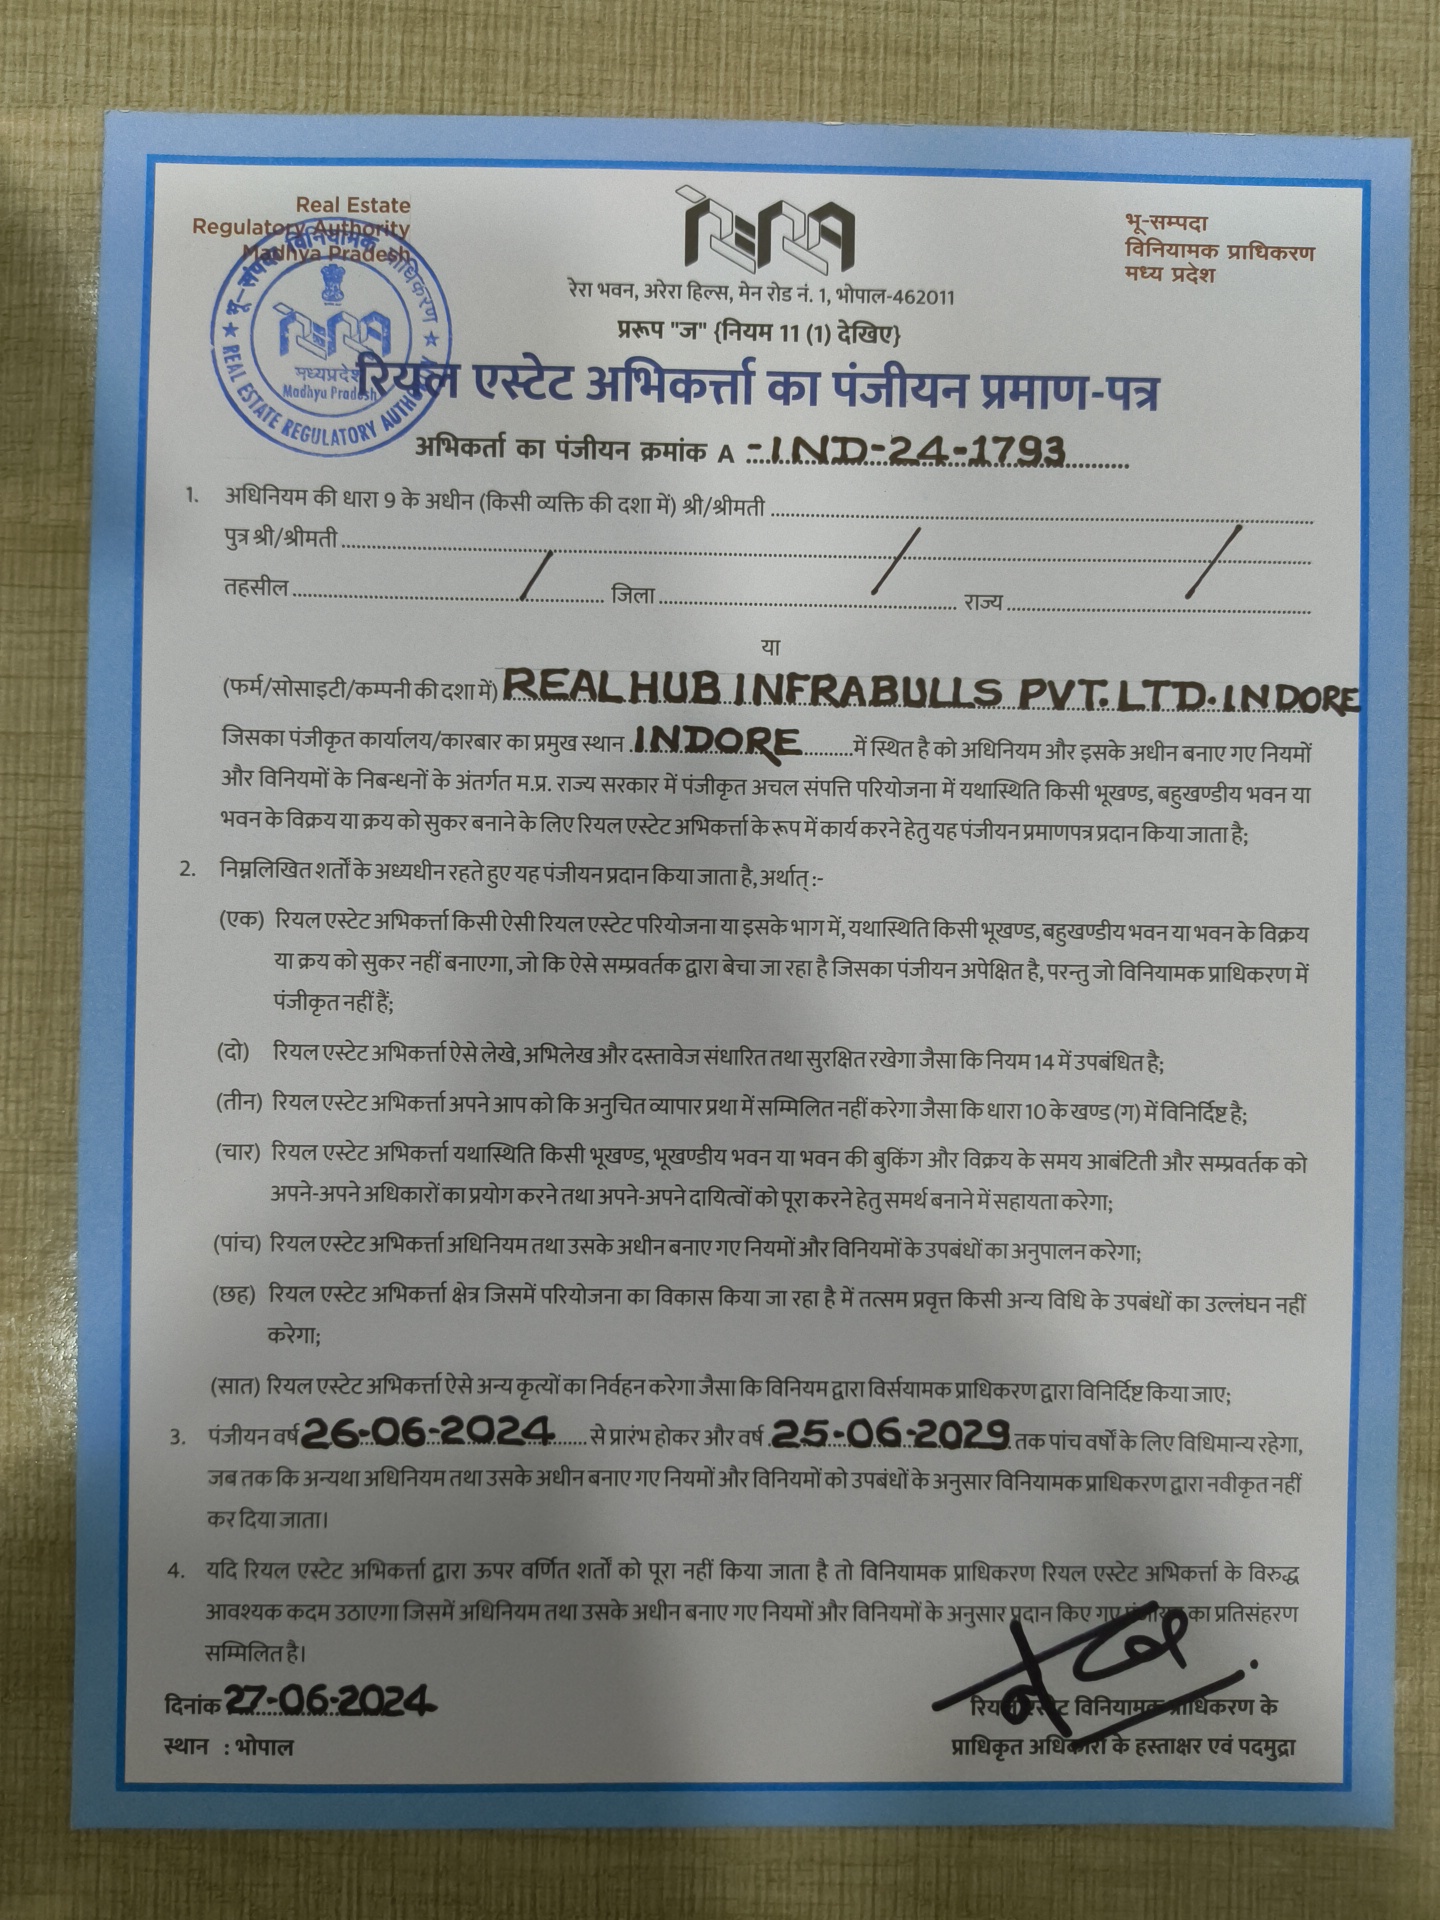 Real Estate
Regulatory Authority
Madhya Pradesh
रेरा भवन, अरेरा हिल्स, मेन रोड नं. 1, भोपाल-462011
भू-सम्पदा
विनियामक प्राधिकरण
मध्य प्रदेश
भू-संपदा विनियामक प्राधिकरण
मध्यप्रदेश
Madhya Pradesh
REAL ESTATE REGULATORY AUTHORITY
प्ररूप "ज" {नियम 11 (1) देखिए}
रियल एस्टेट अभिकर्त्ता का पंजीयन प्रमाण-पत्र
अभिकर्ता का पंजीयन क्रमांक A -IND-24-1793
1. अधिनियम की धारा 9 के अधीन (किसी व्यक्ति की दशा में) श्री/श्रीमती
पुत्र श्री/श्रीमती
तहसील / जिला / राज्य /
या
(फर्म/सोसाइटी/कम्पनी की दशा में) REALHUB INFRABULLS PVT. LTD. INDORE
जिसका पंजीकृत कार्यालय/कारबार का प्रमुख स्थान INDORE में स्थित है को अधिनियम और इसके अधीन बनाए गए नियमों
और विनियमों के निबन्धनों के अंतर्गत म.प्र. राज्य सरकार में पंजीकृत अचल संपत्ति परियोजना में यथास्थिति किसी भूखण्ड, बहुखण्डीय भवन या
भवन के विक्रय या क्रय को सुकर बनाने के लिए रियल एस्टेट अभिकर्त्ता के रूप में कार्य करने हेतु यह पंजीयन प्रमाणपत्र प्रदान किया जाता है;
2. निम्नलिखित शर्तों के अध्यधीन रहते हुए यह पंजीयन प्रदान किया जाता है, अर्थात् :-
(एक) रियल एस्टेट अभिकर्त्ता किसी ऐसी रियल एस्टेट परियोजना या इसके भाग में, यथास्थिति किसी भूखण्ड, बहुखण्डीय भवन या भवन के विक्रय
या क्रय को सुकर नहीं बनाएगा, जो कि ऐसे सम्प्रवर्तक द्वारा बेचा जा रहा है जिसका पंजीयन अपेक्षित है, परन्तु जो विनियामक प्राधिकरण में
पंजीकृत नहीं हैं;
(दो) रियल एस्टेट अभिकर्त्ता ऐसे लेखे, अभिलेख और दस्तावेज संधारित तथा सुरक्षित रखेगा जैसा कि नियम 14 में उपबंधित है;
(तीन) रियल एस्टेट अभिकर्त्ता अपने आप को कि अनुचित व्यापार प्रथा में सम्मिलित नहीं करेगा जैसा कि धारा 10 के खण्ड (ग) में विनिर्दिष्ट है;
(चार) रियल एस्टेट अभिकर्त्ता यथास्थिति किसी भूखण्ड, भूखण्डीय भवन या भवन की बुकिंग और विक्रय के समय आबंटिती और सम्प्रवर्तक को
अपने-अपने अधिकारों का प्रयोग करने तथा अपने-अपने दायित्वों को पूरा करने हेतु समर्थ बनाने में सहायता करेगा;
(पांच) रियल एस्टेट अभिकर्त्ता अधिनियम तथा उसके अधीन बनाए गए नियमों और विनियमों के उपबंधों का अनुपालन करेगा;
(छह) रियल एस्टेट अभिकर्त्ता क्षेत्र जिसमें परियोजना का विकास किया जा रहा है में तत्सम प्रवृत्त किसी अन्य विधि के उपबंधों का उल्लंघन नहीं
करेगा;
(सात) रियल एस्टेट अभिकर्त्ता ऐसे अन्य कृत्यों का निर्वहन करेगा जैसा कि विनियम द्वारा विर्सयामक प्राधिकरण द्वारा विनिर्दिष्ट किया जाए;
3. पंजीयन वर्ष 26-06-2024 से प्रारंभ होकर और वर्ष 25-06-2029 तक पांच वर्षों के लिए विधिमान्य रहेगा,
जब तक कि अन्यथा अधिनियम तथा उसके अधीन बनाए गए नियमों और विनियमों को उपबंधों के अनुसार विनियामक प्राधिकरण द्वारा नवीकृत नहीं
कर दिया जाता।
4. यदि रियल एस्टेट अभिकर्त्ता द्वारा ऊपर वर्णित शर्तों को पूरा नहीं किया जाता है तो विनियामक प्राधिकरण रियल एस्टेट अभिकर्त्ता के विरुद्ध
आवश्यक कदम उठाएगा जिसमें अधिनियम तथा उसके अधीन बनाए गए नियमों और विनियमों के अनुसार प्रदान किए गए पंजीयन का प्रतिसंहरण
सम्मिलित है।
दिनांक 27-06-2024
रियल एस्टेट विनियामक प्राधिकरण के
स्थान : भोपाल
प्राधिकृत अधिकारी के हस्ताक्षर एवं पदमुद्रा